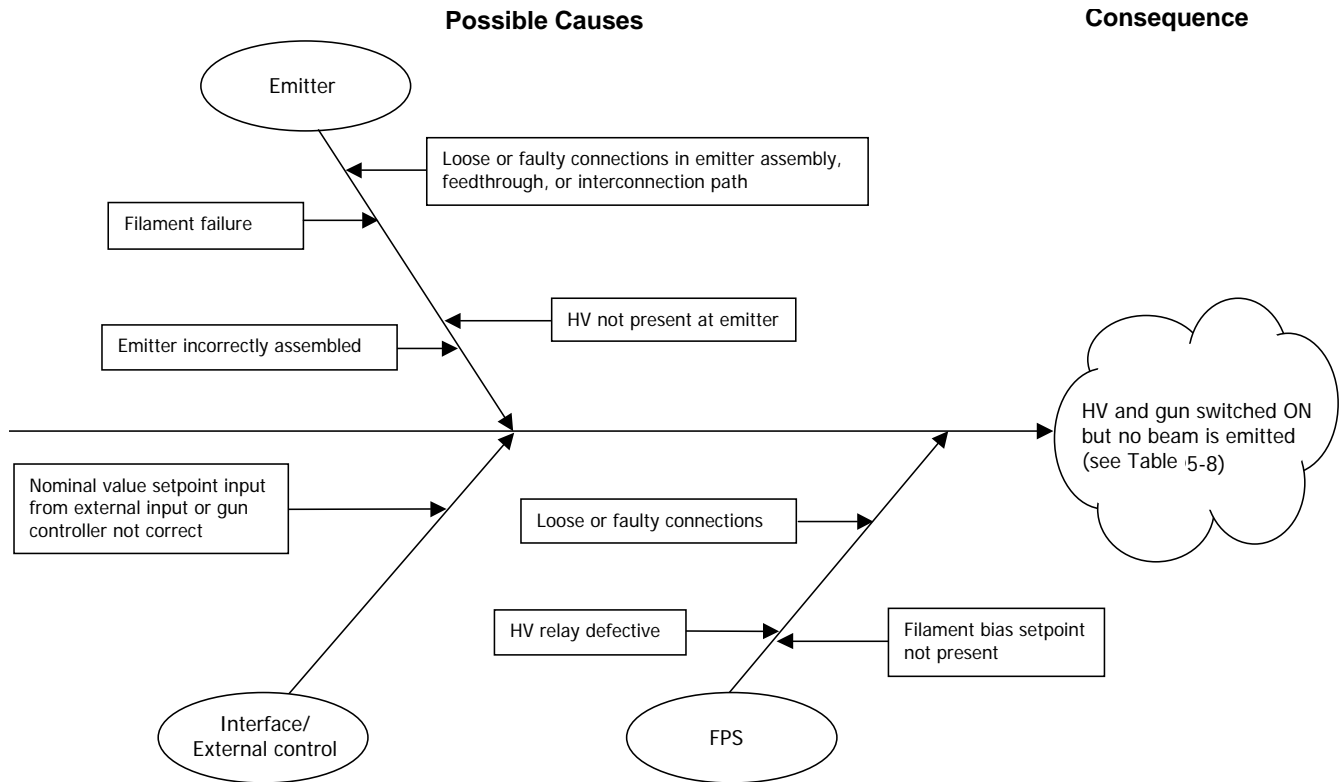 Possible Causes
Consequence
Emitter
Loose or faulty connections in emitter assembly,
feedthrough, or interconnection path
Filament failure
HV not present at emitter
Emitter incorrectly assembled
HV and gun switched ON
but no beam is emitted
(see Table 5-8)
Nominal value setpoint input
from external input or gun
controller not correct
Loose or faulty connections
HV relay defective
Filament bias setpoint
not present
Interface/
External control
FPS